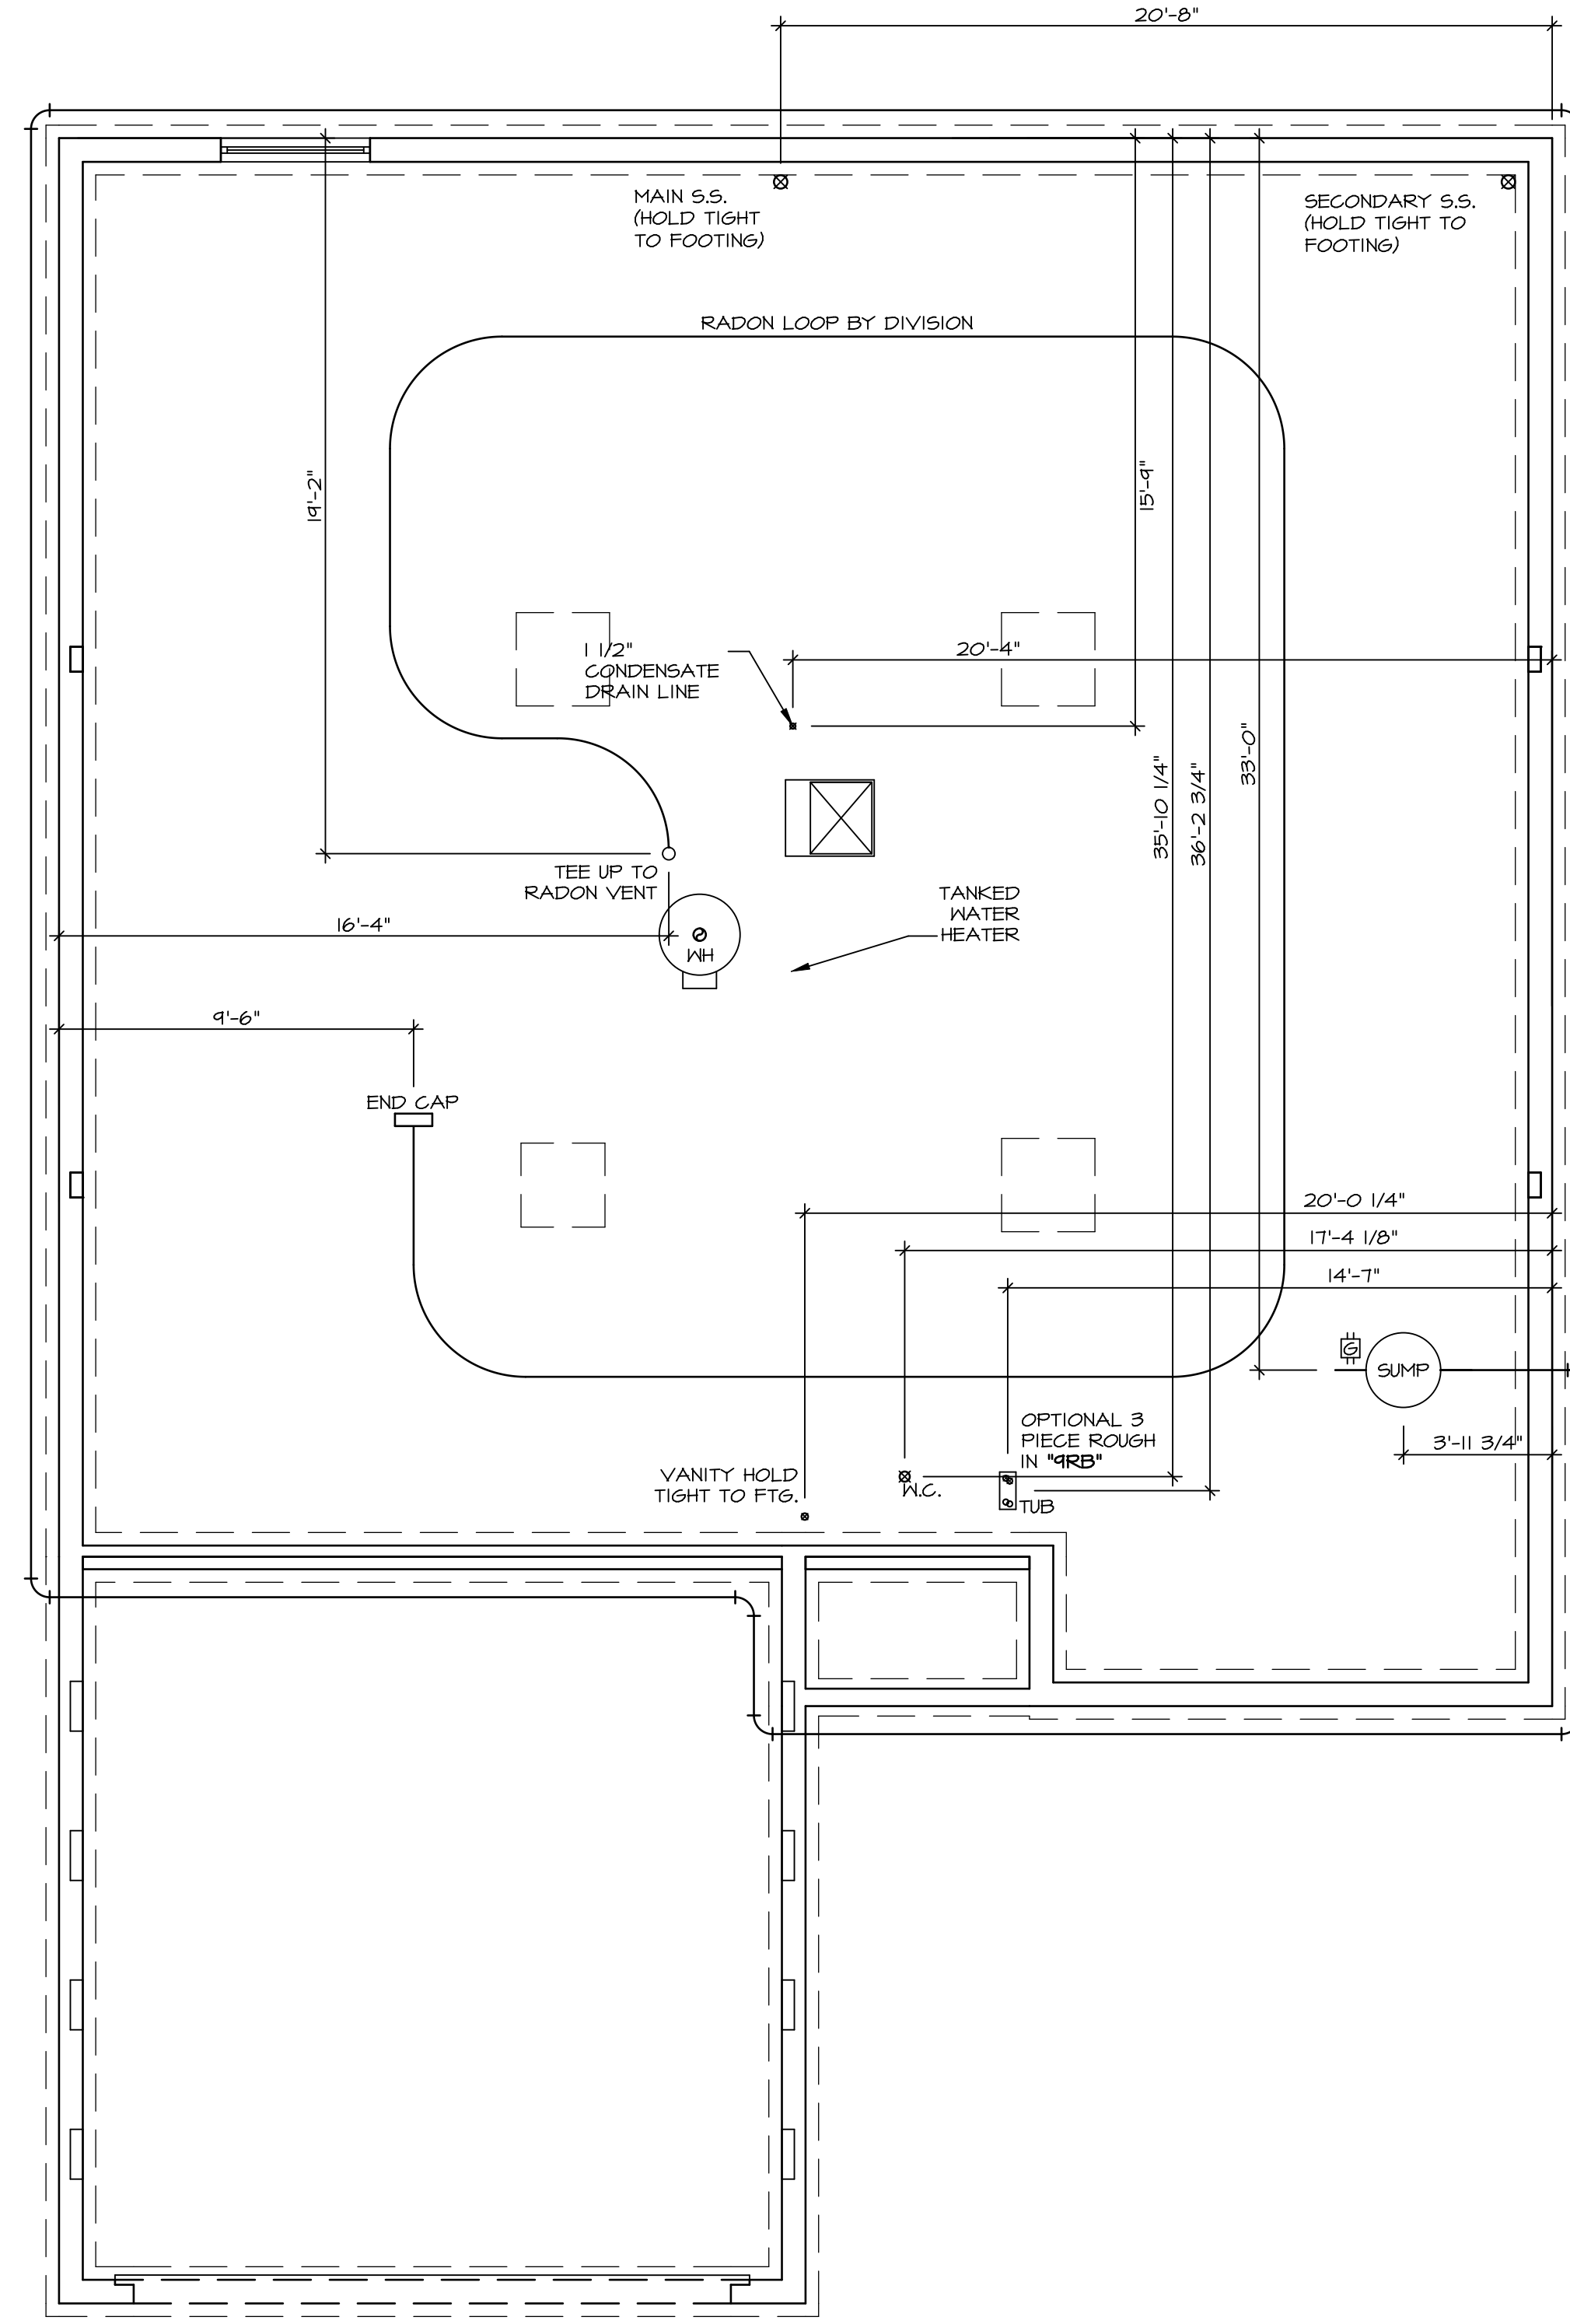 20'-8"
MAIN S.S.
(HOLD TIGHT
TO FOOTING)
SECONDARY S.S.
(HOLD TIGHT TO
FOOTING)
RADON LOOP BY DIVISION
19'-2"
15'-9"
1 1/2"
CONDENSATE
DRAIN LINE
20'-4"
35'-10 1/4"
36'-2 3/4"
33'-0"
TEE UP TO
RADON VENT
TANKED
WATER
HEATER
16'-4"
WH
9'-6"
END CAP
20'-0 1/4"
17'-4 1/8"
14'-7"
G
SUMP
OPTIONAL 3
PIECE ROUGH
IN "9RB"
3'-11 3/4"
VANITY HOLD
TIGHT TO FTG.
W.C.
TUB